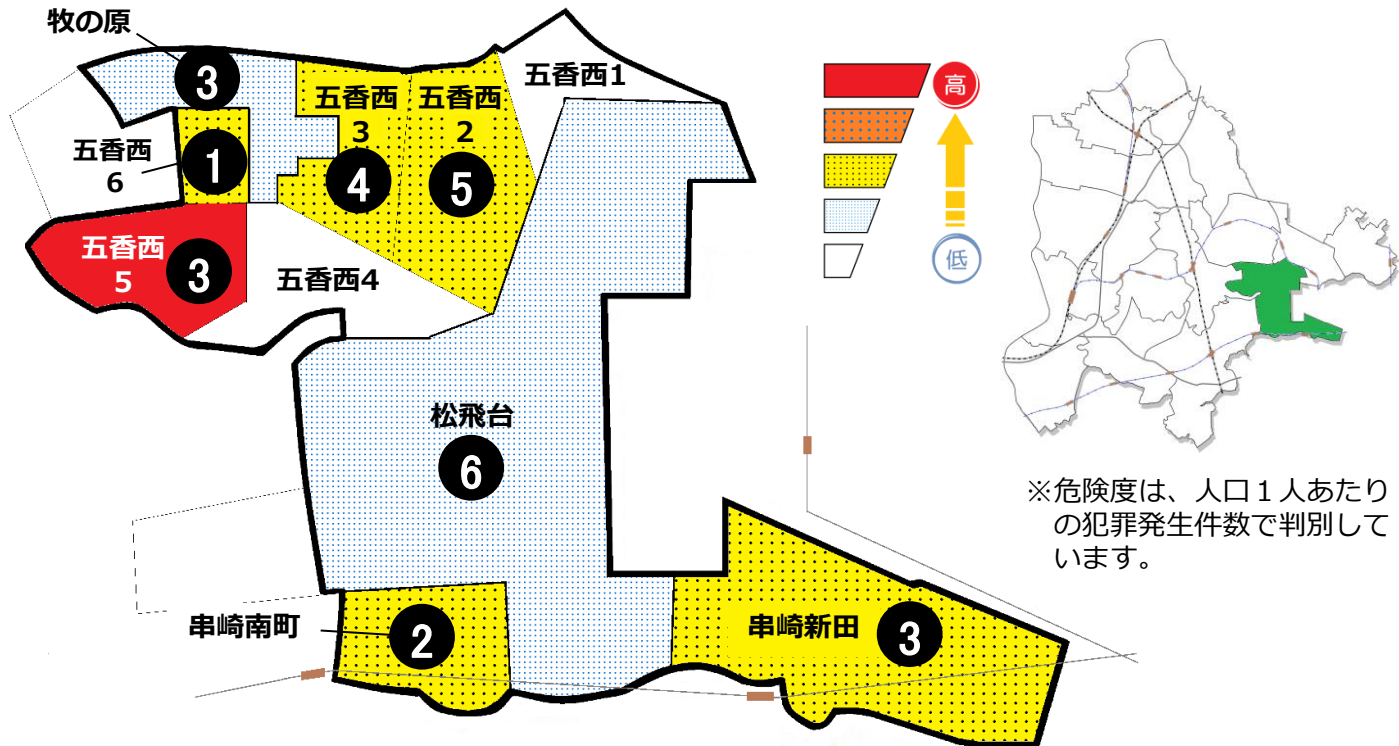 牧の原
3
五香西1
五香西
3
4
五香西
2
5
五香西
6
1
五香西
5
3
五香西4
松飛台
6
串崎南町
2
串崎新田
3
高
低
※危険度は、人口１人あたり
の犯罪発生件数で判別して
います。